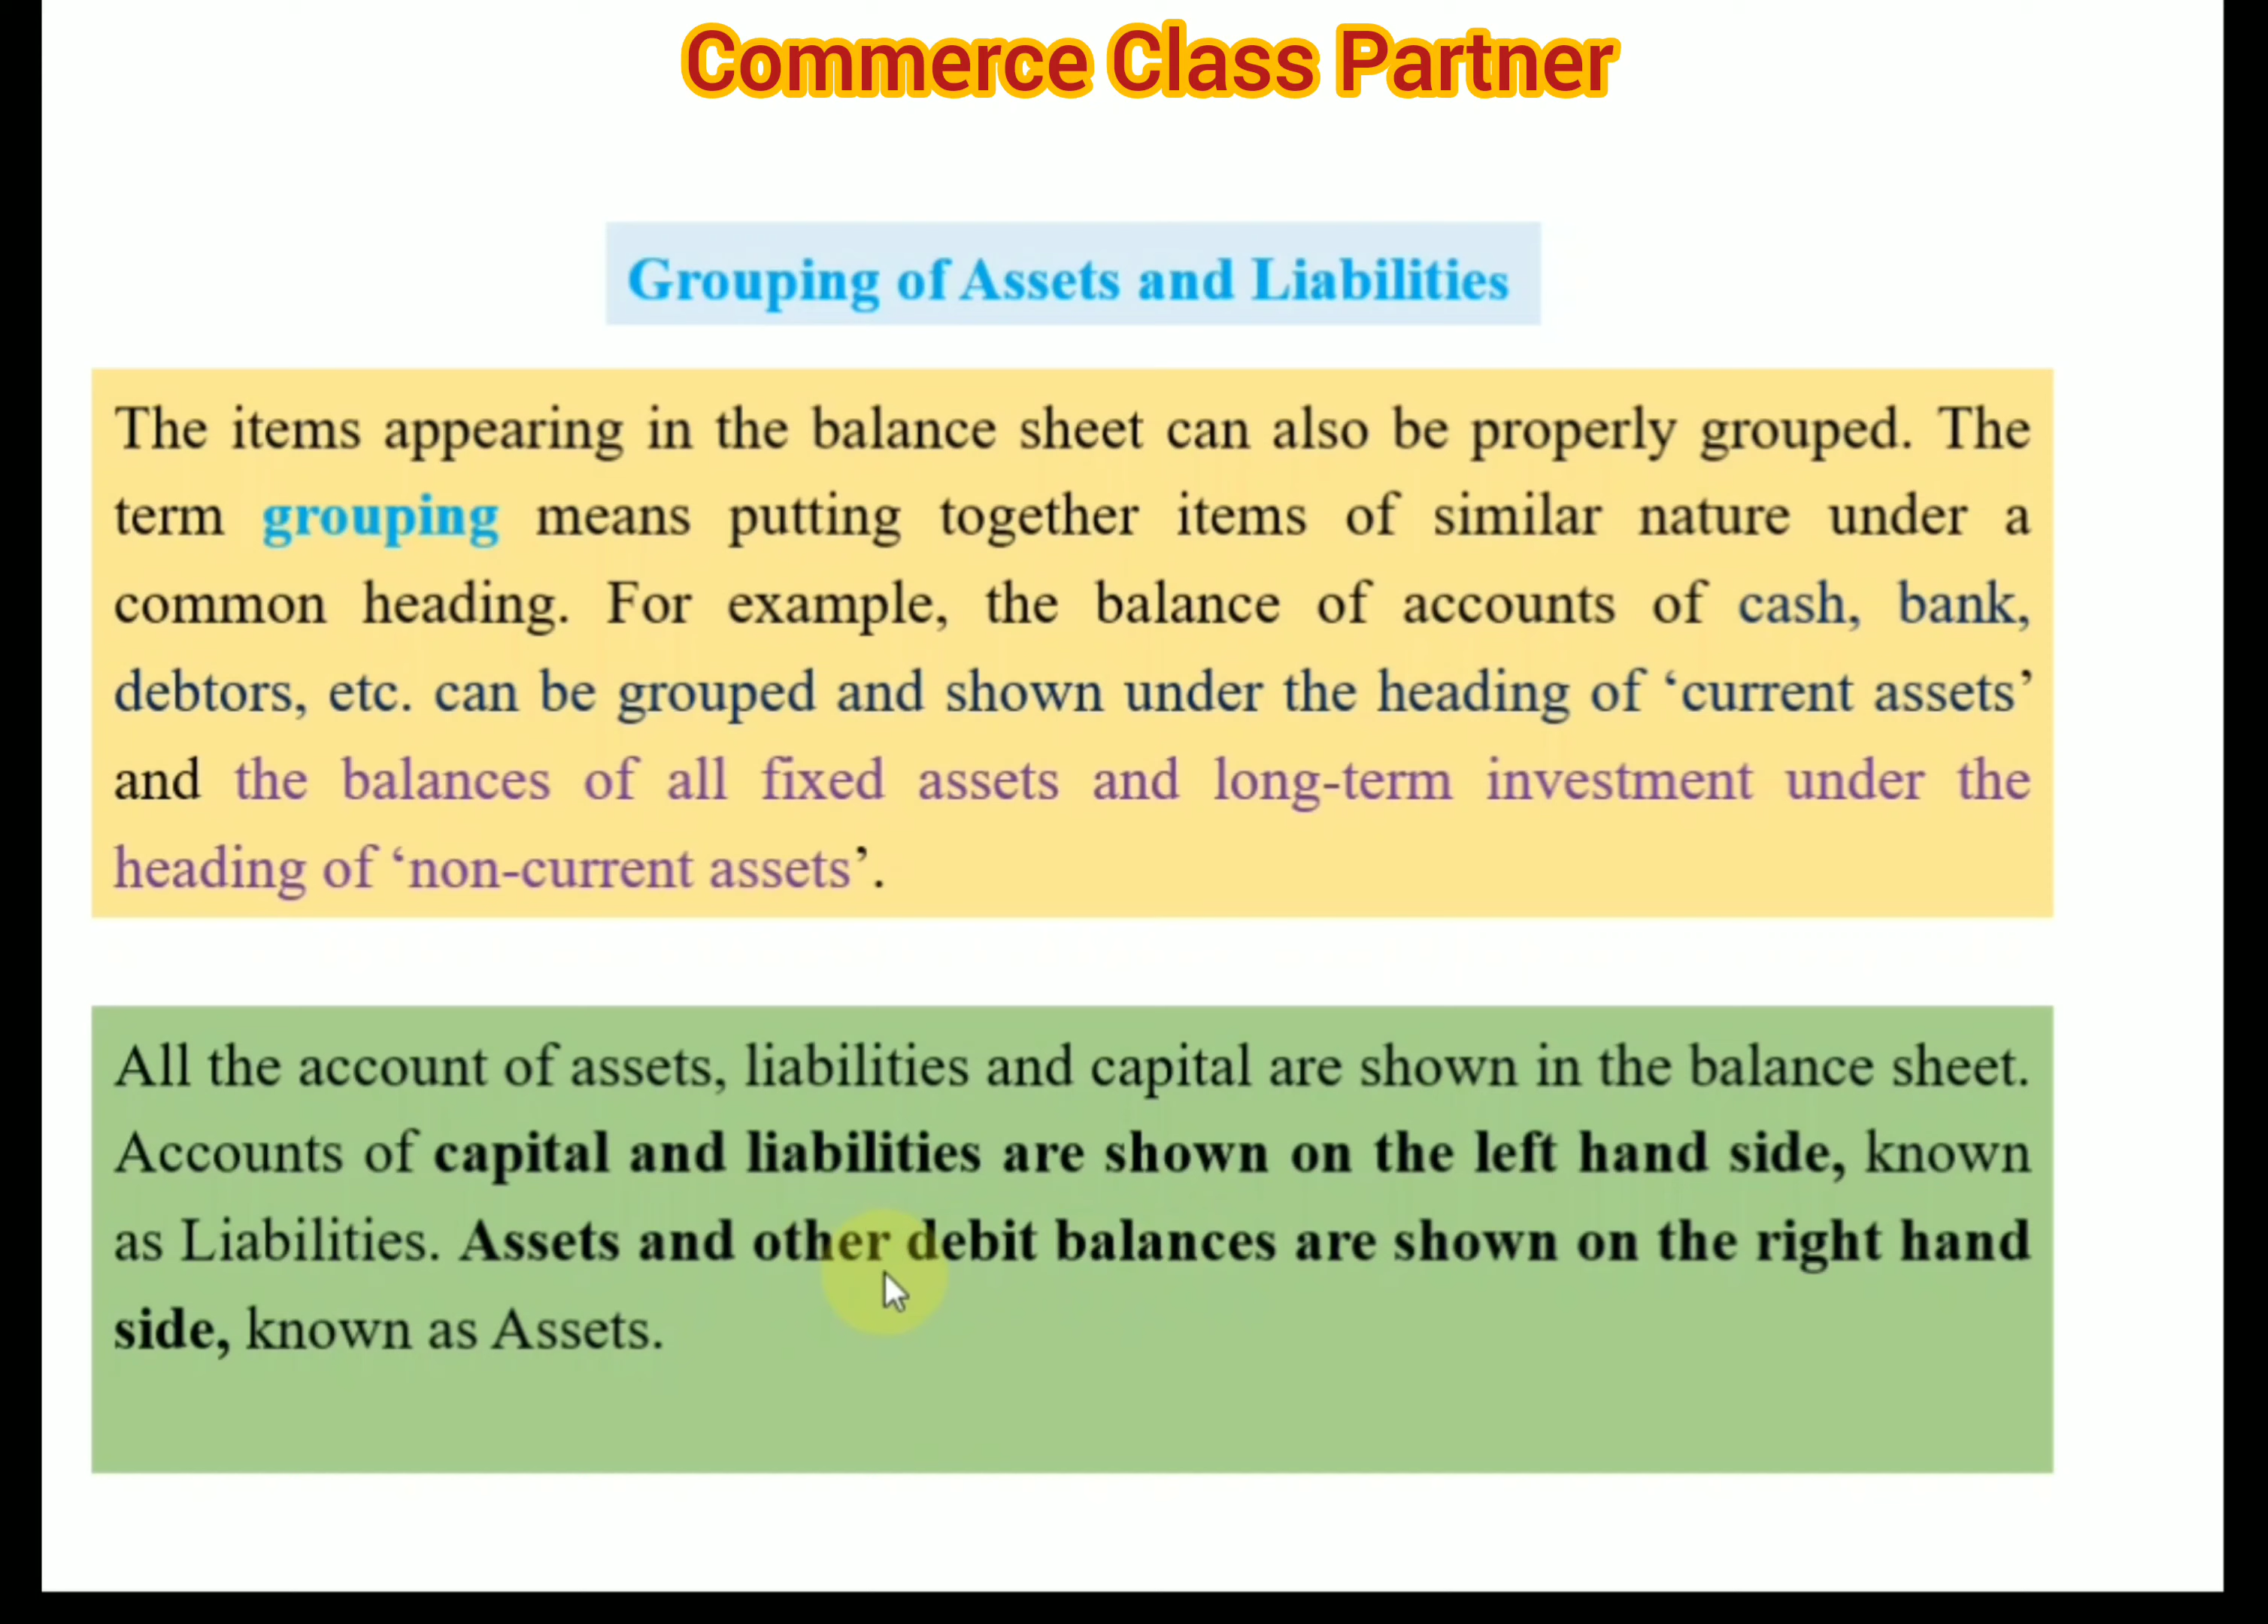 Commerce Class Partner
Grouping of Assets and Liabilities
The items appearing in the balance sheet can also be properly grouped. The
term grouping means putting together items of similar nature under a
common heading. For example, the balance of accounts of cash, bank,
debtors, etc. can be grouped and shown under the heading of ‘current assets’
and the balances of all fixed assets and long-term investment under the
heading of ‘non-current assets’.
All the account of assets, liabilities and capital are shown in the balance sheet.
Accounts of capital and liabilities are shown on the left hand side, known
as Liabilities. Assets and other debit balances are shown on the right hand
side, known as Assets.